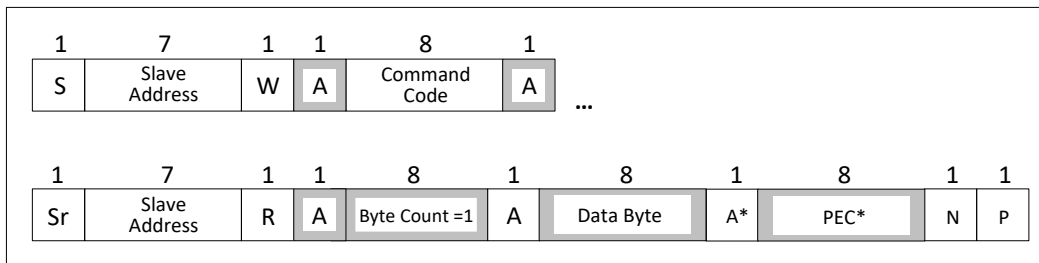 1 7 1 1 8 1
S Slave Address W A Command Code A ...
1 7 1 1 8 1 8 1 8 1 1
Sr Slave Address R A Byte Count =1 A Data Byte A* PEC* N P